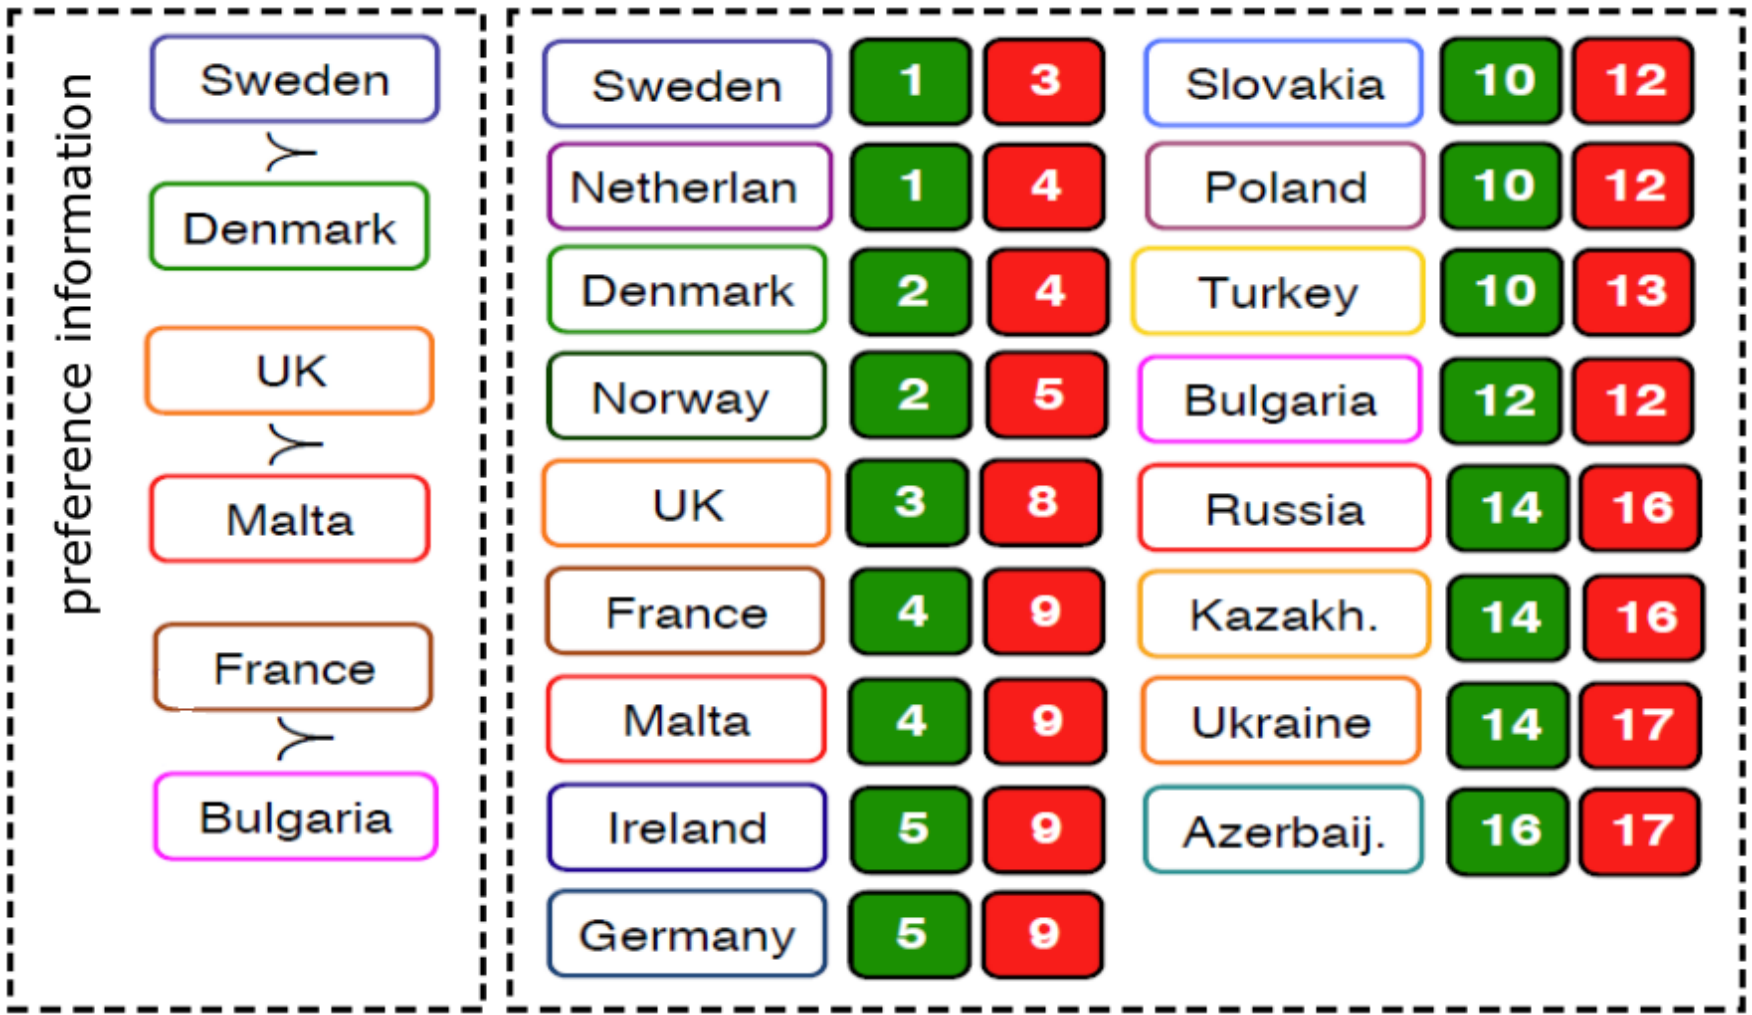 preference information
Sweden
≻
Denmark
UK
≻
Malta
France
≻
Bulgaria
Sweden 1 3
Netherlan 1 4
Denmark 2 4
Norway 2 5
UK 3 8
France 4 9
Malta 4 9
Ireland 5 9
Germany 5 9
Slovakia 10 12
Poland 10 12
Turkey 10 13
Bulgaria 12 12
Russia 14 16
Kazakh. 14 16
Ukraine 14 17
Azerbaij. 16 17